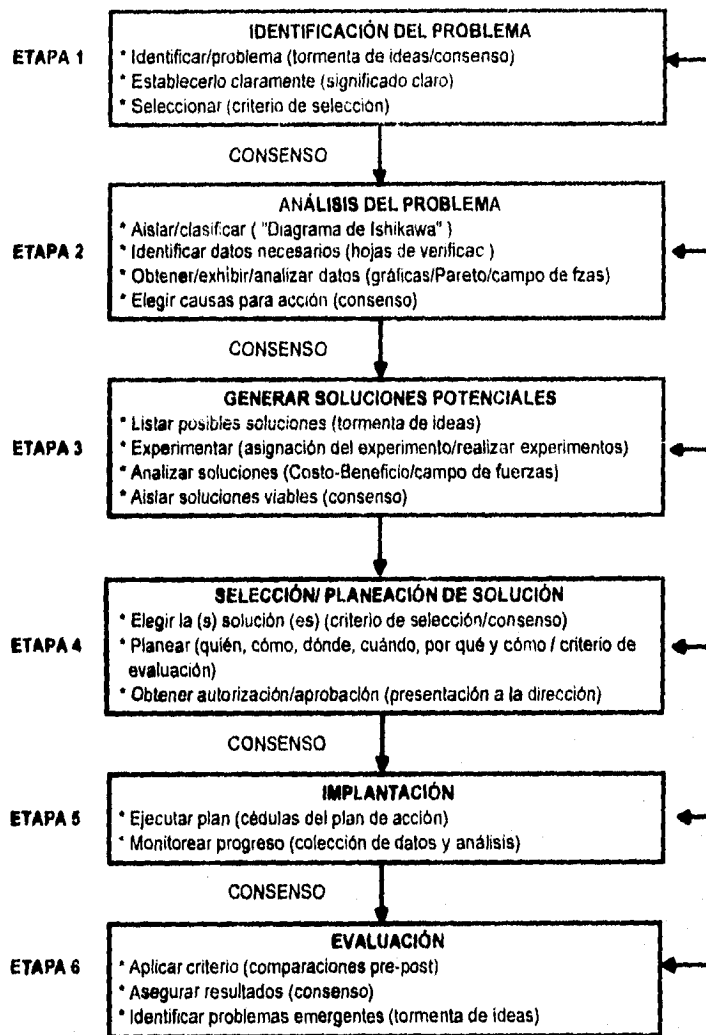 IDENTIFICACIÓN DEL PROBLEMA
ETAPA 1
* Identificar/problema (tormenta de ideas/consenso)
* Establecerlo claramente (significado claro)
* Seleccionar (criterio de selección)
CONSENSO
ANÁLISIS DEL PROBLEMA
* Aislar/clasificar ( "Diagrama de Ishikawa" )
ETAPA 2
* Identificar datos necesarios (hojas de verificac )
* Obtener/exhibir/analizar datos (gráficas/Pareto/campo de fzas)
* Elegir causas para acción (consenso)
CONSENSO
GENERAR SOLUCIONES POTENCIALES
* Listar posibles soluciones (tormenta de ideas)
ETAPA 3
* Experimentar (asignación del experimento/realizar experimentos)
* Analizar soluciones (Costo-Beneficio/campo de fuerzas)
* Aislar soluciones viables (consenso)
SELECCIÓN/ PLANEACIÓN DE SOLUCIÓN
* Elegir la (s) solución (es) (criterio de selección/consenso)
ETAPA 4
* Planear (quién, cómo, dónde, cuándo, por qué y cómo / criterio de
evaluación)
* Obtener autorización/aprobación (presentación a la dirección)
CONSENSO
IMPLANTACIÓN
ETAPA 5
* Ejecutar plan (cédulas del plan de acción)
* Monitorear progreso (colección de datos y análisis)
CONSENSO
EVALUACIÓN
ETAPA 6
* Aplicar criterio (comparaciones pre-post)
* Asegurar resultados (consenso)
* Identificar problemas emergentes (tormenta de ideas)